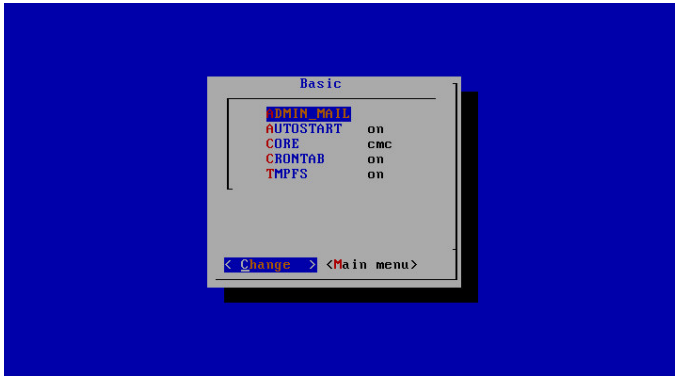 Basic
ADMIN_MAIL
AUTOSTART on
CORE cmc
CRONTAB on
TMPFS on
< Change > <Main menu>